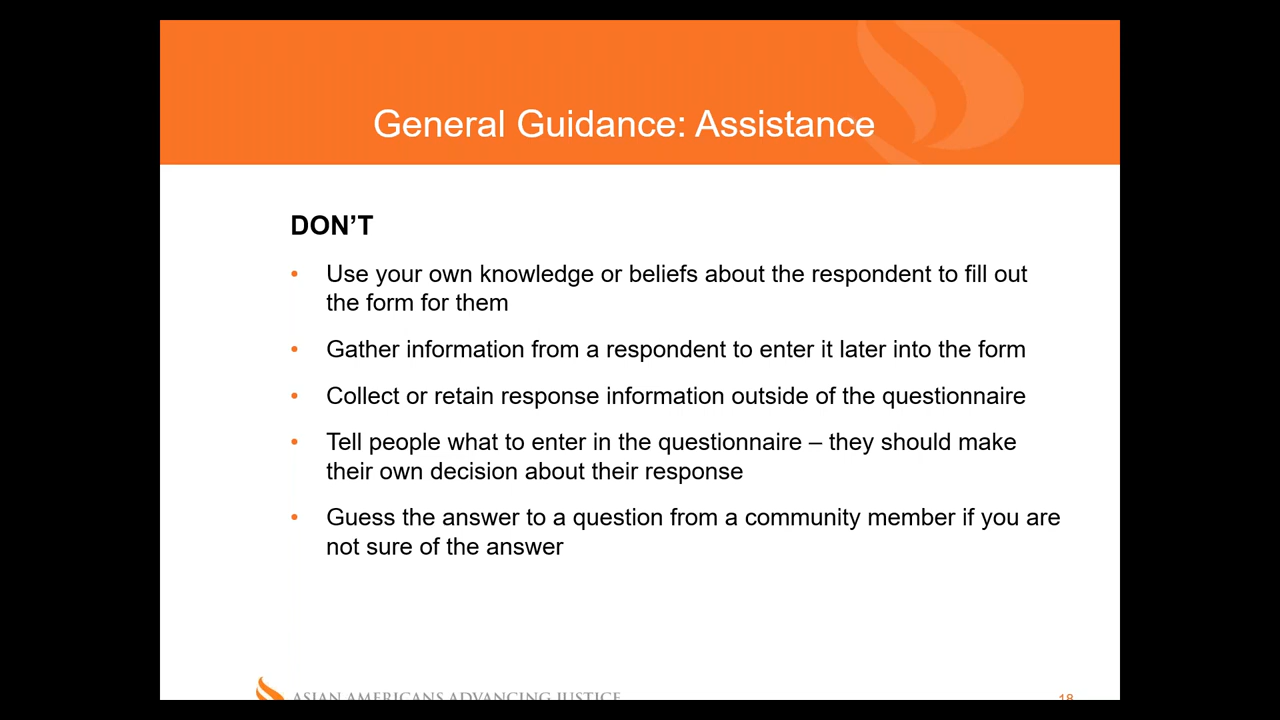 General Guidance: Assistance
DON’T
• Use your own knowledge or beliefs about the respondent to fill out
the form for them
• Gather information from a respondent to enter it later into the form
• Collect or retain response information outside of the questionnaire
• Tell people what to enter in the questionnaire – they should make
their own decision about their response
• Guess the answer to a question from a community member if you are
not sure of the answer
ASIAN AMERICANS ADVANCING JUSTICE
18